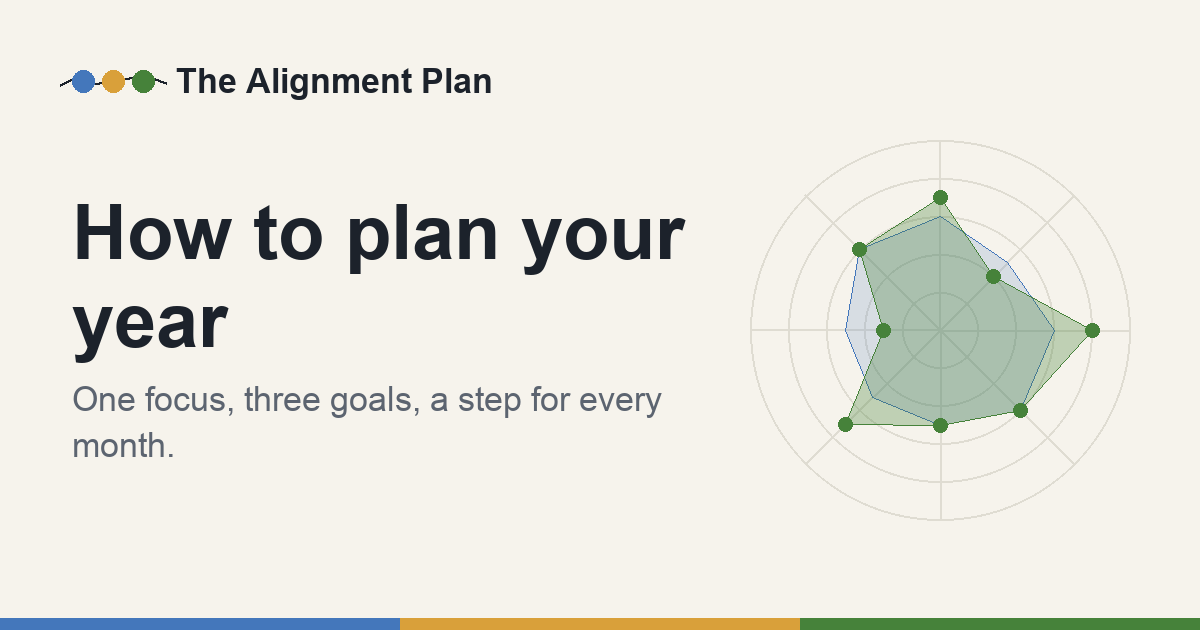 The Alignment Plan
How to plan your
year
One focus, three goals, a step for every
month.